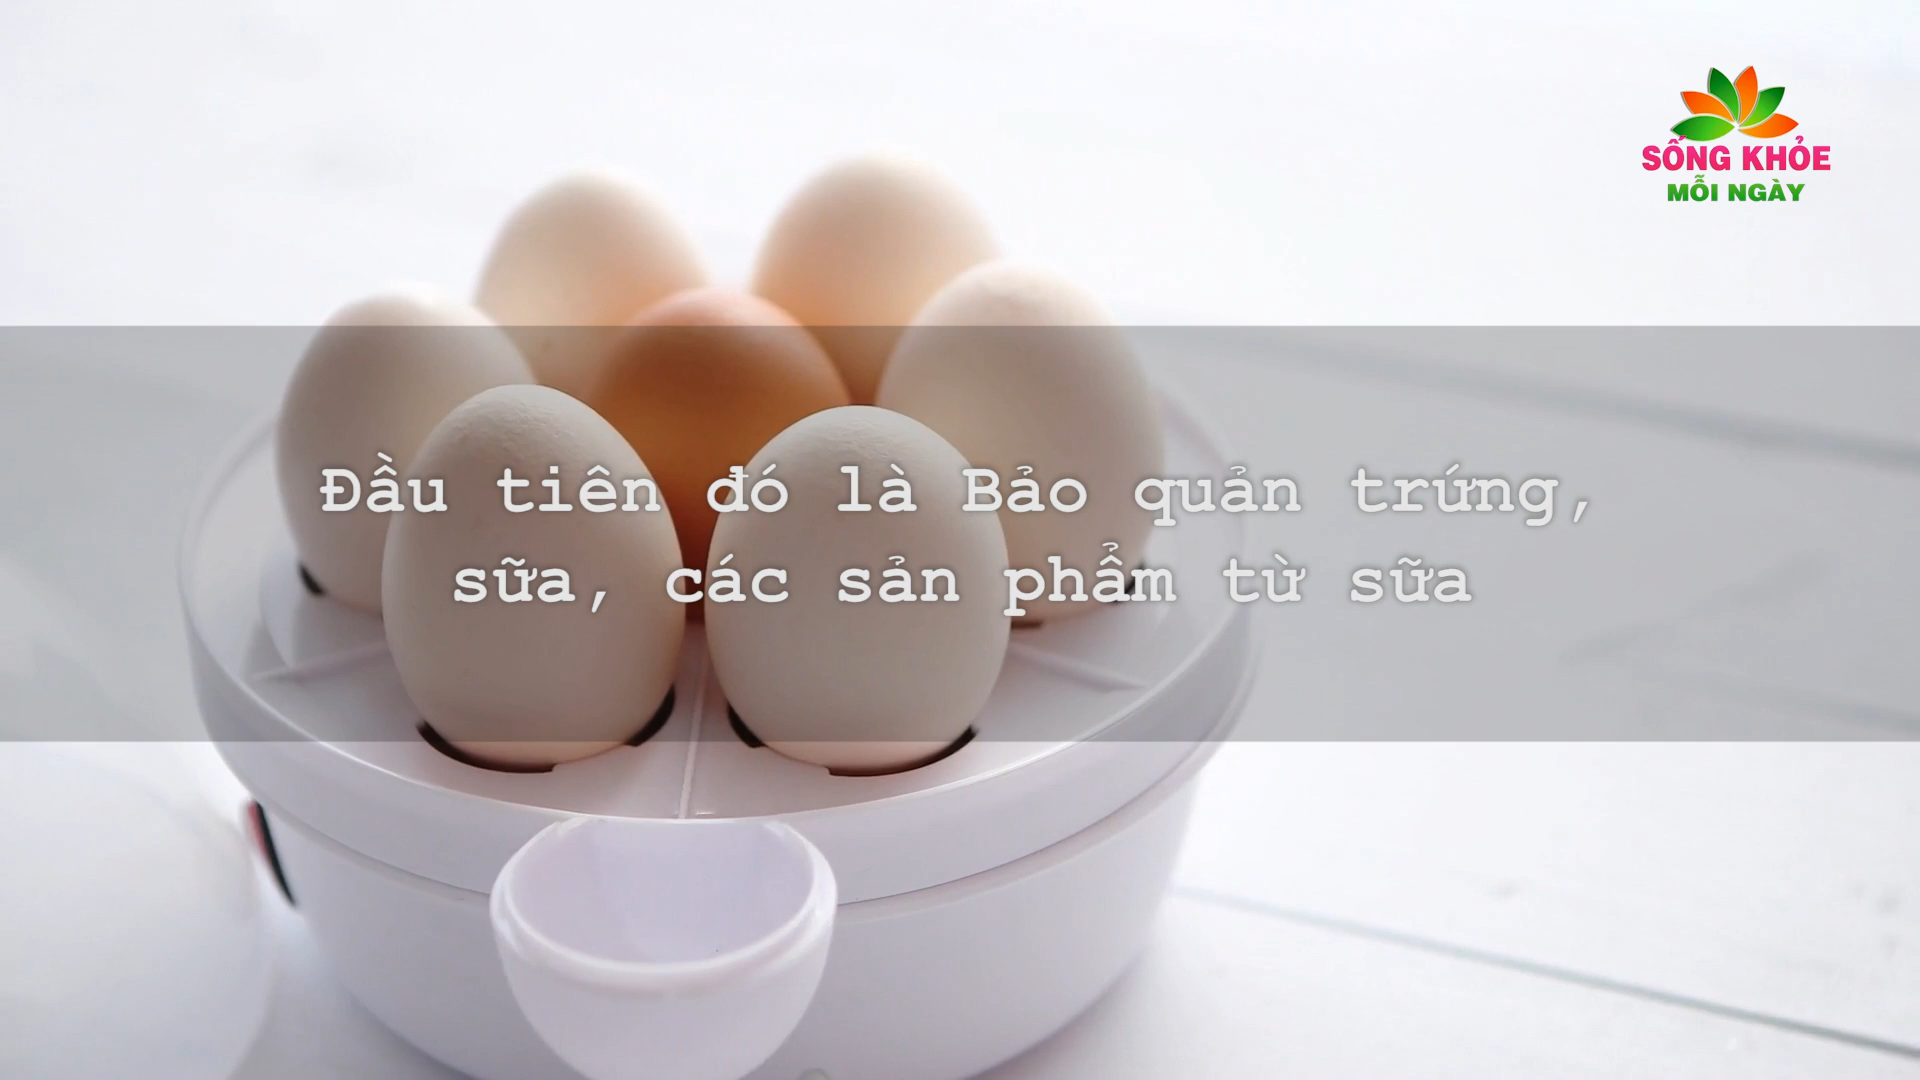 SỐNG KHỎE
MỖI NGÀY
Đầu tiên đó là Bảo quản trứng,
sữa, các sản phẩm từ sữa